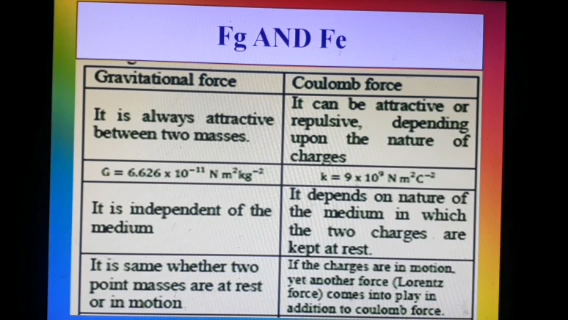 Fg AND Fe
Gravitational force
Coulomb force
It is always attractive
between two masses.
It can be attractive or
repulsive, depending
upon the nature of
charges
G = 6.626 x 10⁻¹¹ N m²kg⁻²
k = 9 x 10⁹ N m²C⁻²
It is independent of the
medium
It depends on nature of
the medium in which
the two charges are
kept at rest.
It is same whether two
point masses are at rest
or in motion
If the charges are in motion,
yet another force (Lorentz
force) comes into play in
addition to coulomb force.